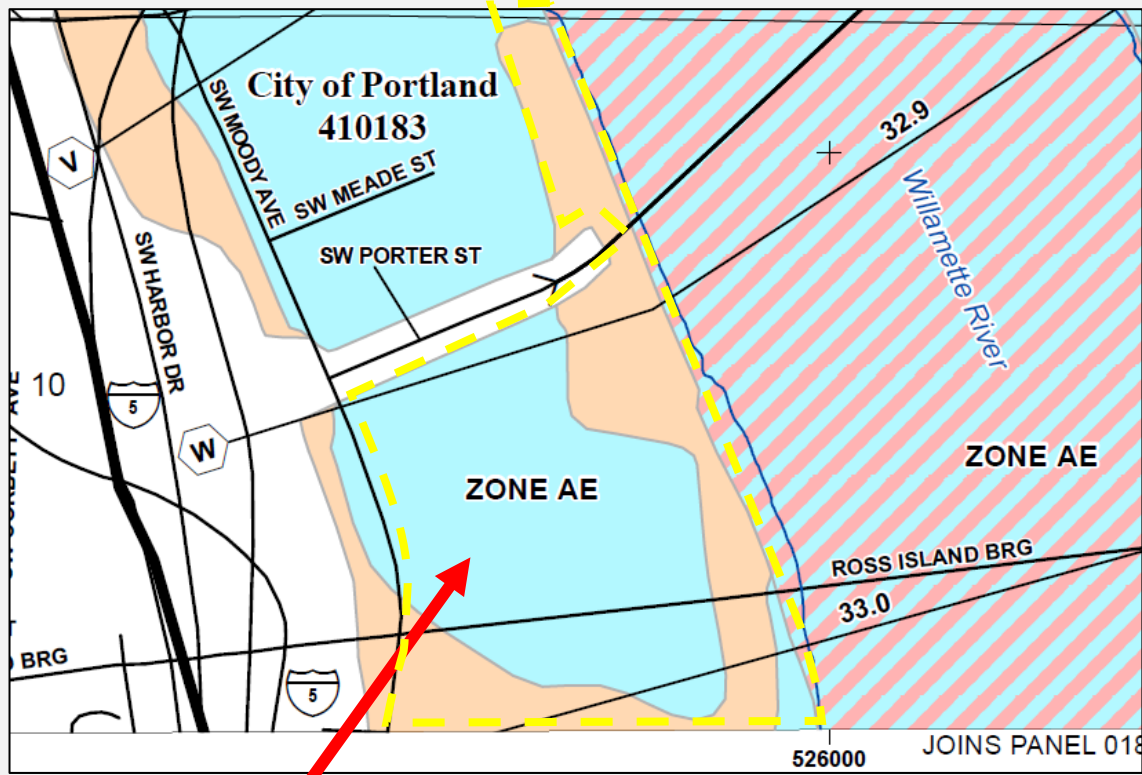 City of Portland
410183
SW MOODY AVE
SW MEADE ST
32.9
V
Willamette River
SW PORTER ST
SW HARBOR DR
10
AVE
5
W
ZONE AE
ZONE AE
ROSS ISLAND BRG
33.0
BRG
5
526000
JOINS PANEL 018